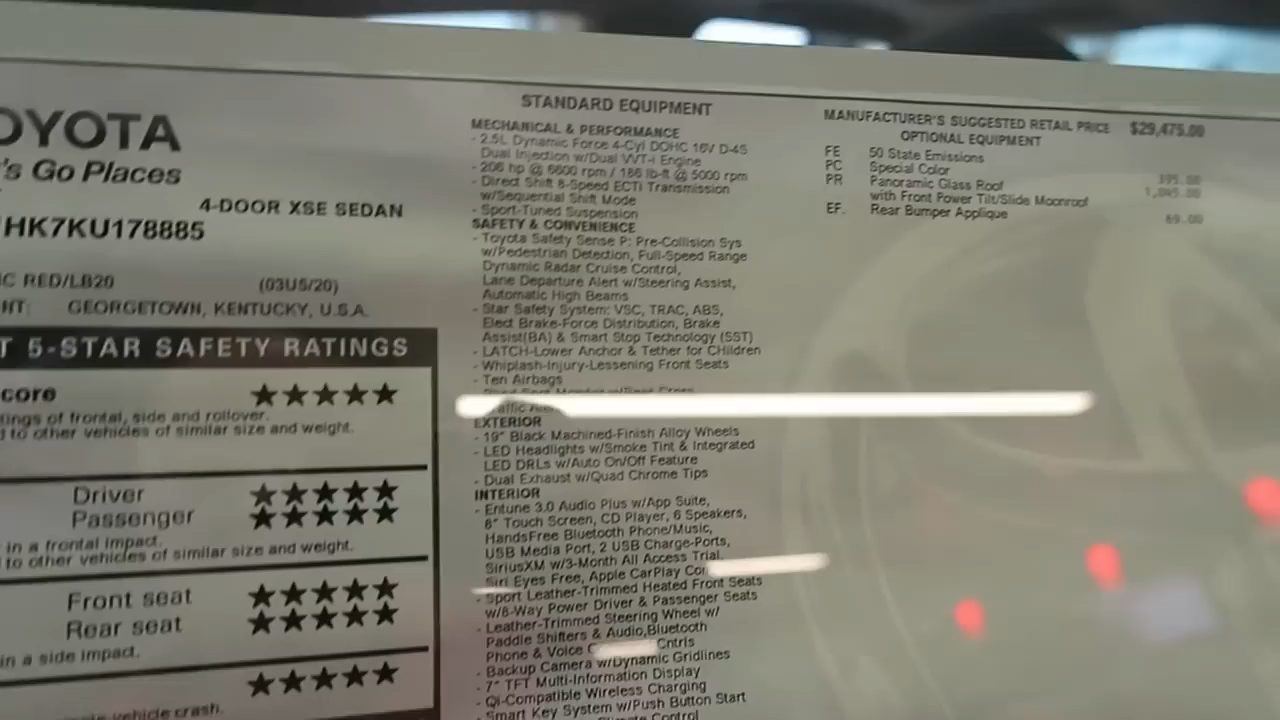 OYOTA
's Go Places
4-DOOR XSE SEDAN
HK7KU178885
C RED/LB20 (03U5/20)
NT: GEORGETOWN, KENTUCKY, U.S.A.
T 5-STAR SAFETY RATINGS
core ★★★★★
ings of frontal, side and rollover.
d to other vehicles of similar size and weight.
Driver ★★★★★
Passenger ★★★★★
in a frontal impact.
to other vehicles of similar size and weight.
Front seat ★★★★★
Rear seat ★★★★★
in a side impact.
★★★★★
vehicle crash.
STANDARD EQUIPMENT
MECHANICAL & PERFORMANCE
- 2.5L Dynamic Force 4-Cyl DOHC 16V D-4S
Dual Injection w/Dual VVT-i Engine
- 206 hp @ 6600 rpm / 186 lb-ft @ 5000 rpm
- Direct Shift 8-Speed ECTi Transmission
w/Sequential Shift Mode
- Sport-Tuned Suspension
SAFETY & CONVENIENCE
- Toyota Safety Sense P: Pre-Collision Sys
w/Pedestrian Detection, Full-Speed Range
Dynamic Radar Cruise Control,
Lane Departure Alert w/Steering Assist,
Automatic High Beams
- Star Safety System: VSC, TRAC, ABS,
Elect Brake-Force Distribution, Brake
Assist(BA) & Smart Stop Technology (SST)
- LATCH-Lower Anchor & Tether for CHildren
- Whiplash-Injury-Lessening Front Seats
- Ten Airbags
EXTERIOR
- 19" Black Machined-Finish Alloy Wheels
- LED Headlights w/Smoke Tint & Integrated
LED DRLs w/Auto On/Off Feature
- Dual Exhaust w/Quad Chrome Tips
INTERIOR
- Entune 3.0 Audio Plus w/App Suite,
8" Touch Screen, CD Player, 6 Speakers,
HandsFree Bluetooth Phone/Music,
USB Media Port, 2 USB Charge-Ports,
SiriusXM w/3-Month All Access Trial.
Siri Eyes Free, Apple CarPlay Co
- Sport Leather-Trimmed Heated Front Seats
w/8-Way Power Driver & Passenger Seats
- Leather-Trimmed Steering Wheel w/
Paddle Shifters & Audio,Bluetooth
Phone & Voice C Cntrls
- Backup Camera w/Dynamic Gridlines
- 7" TFT Multi-Information Display
- Qi-Compatible Wireless Charging
- Smart Key System w/Push Button Start
Climate Control
MANUFACTURER'S SUGGESTED RETAIL PRICE $29,475.00
OPTIONAL EQUIPMENT
FE 50 State Emissions
PC Special Color 395.00
PR Panoramic Glass Roof 1,045.00
with Front Power Tilt/Slide Moonroof
EF. Rear Bumper Applique 69.00